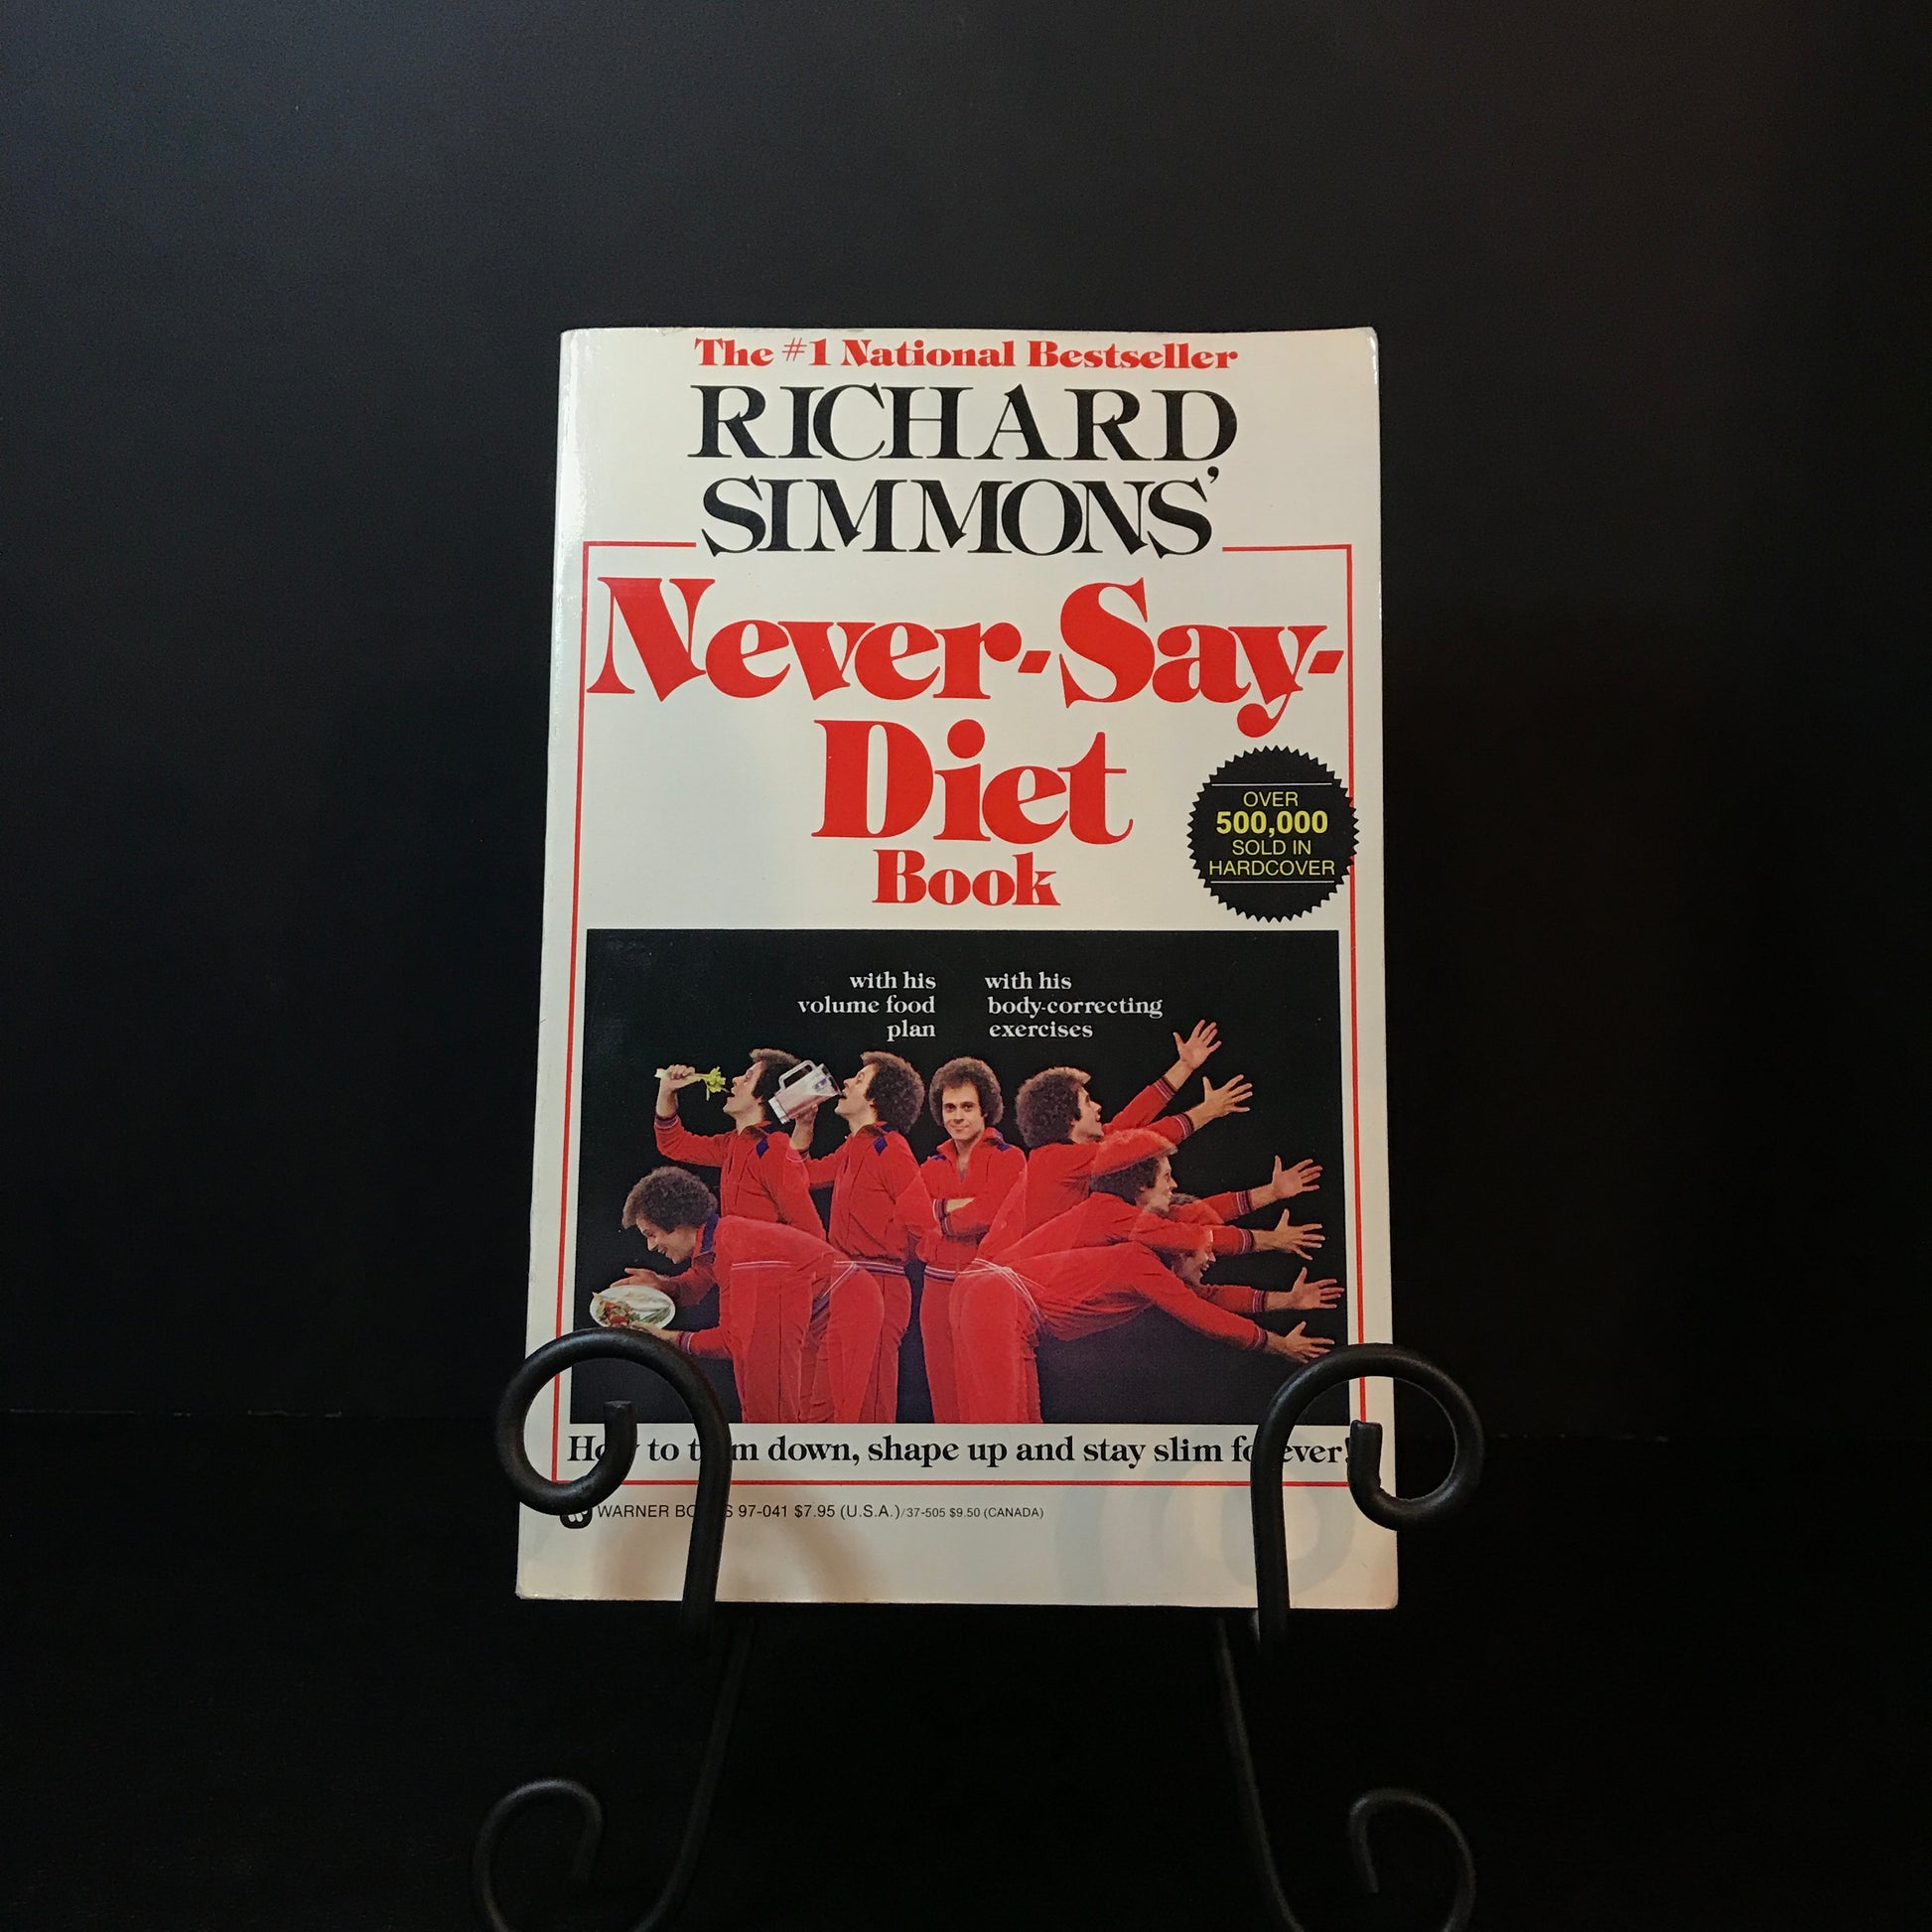 The #1 National Bestseller
RICHARD
SIMMONS'
Never-Say-
Diet
Book
OVER
500,000
SOLD IN
HARDCOVER
with his
volume food
plan
with his
body-correcting
exercises
to down, shape up and stay slim
WARNER 97-041 $7.95 (U.S.A.)/37-505 $9.50 (CANADA)